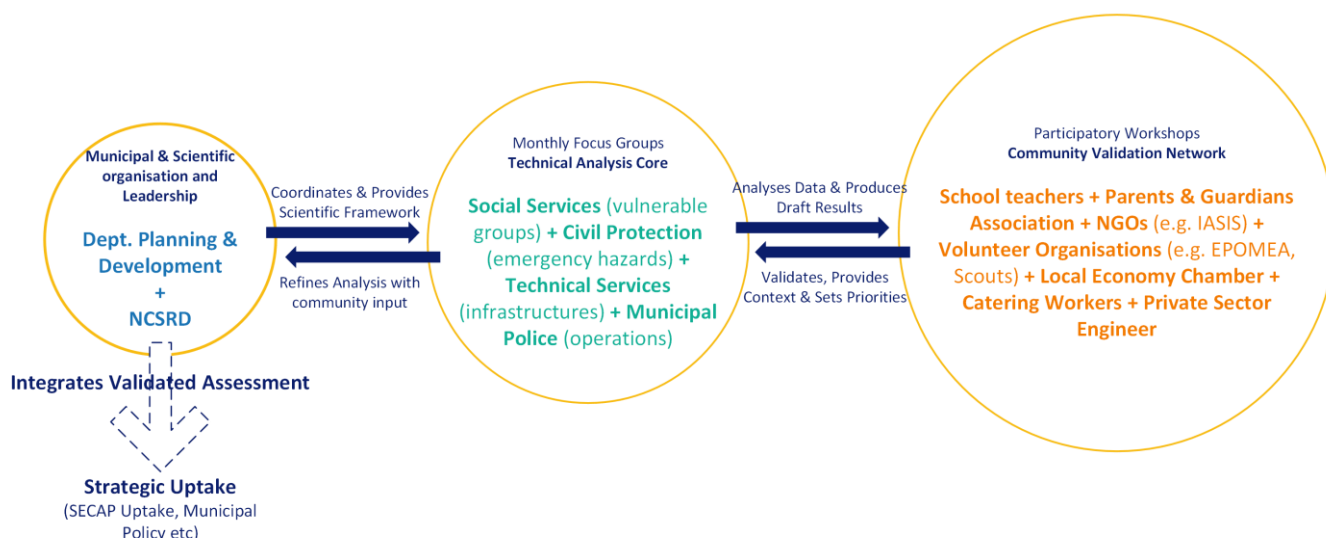 Municipal & Scientific
organisation and
Leadership
Dept. Planning &
Development
+
NCSRD
Integrates Validated Assessment
Strategic Uptake
(SECAP Uptake, Municipal
Policy etc)
Coordinates & Provides
Scientific Framework
Refines Analysis with
community input
Monthly Focus Groups
Technical Analysis Core
Social Services (vulnerable
groups) + Civil Protection
(emergency hazards) +
Technical Services
(infrastructures) + Municipal
Police (operations)
Analyses Data & Produces
Draft Results
Validates, Provides
Context & Sets Priorities
Participatory Workshops
Community Validation Network
School teachers + Parents & Guardians
Association + NGOs (e.g. IASIS) +
Volunteer Organisations (e.g. EPOMEA,
Scouts) + Local Economy Chamber +
Catering Workers + Private Sector
Engineer